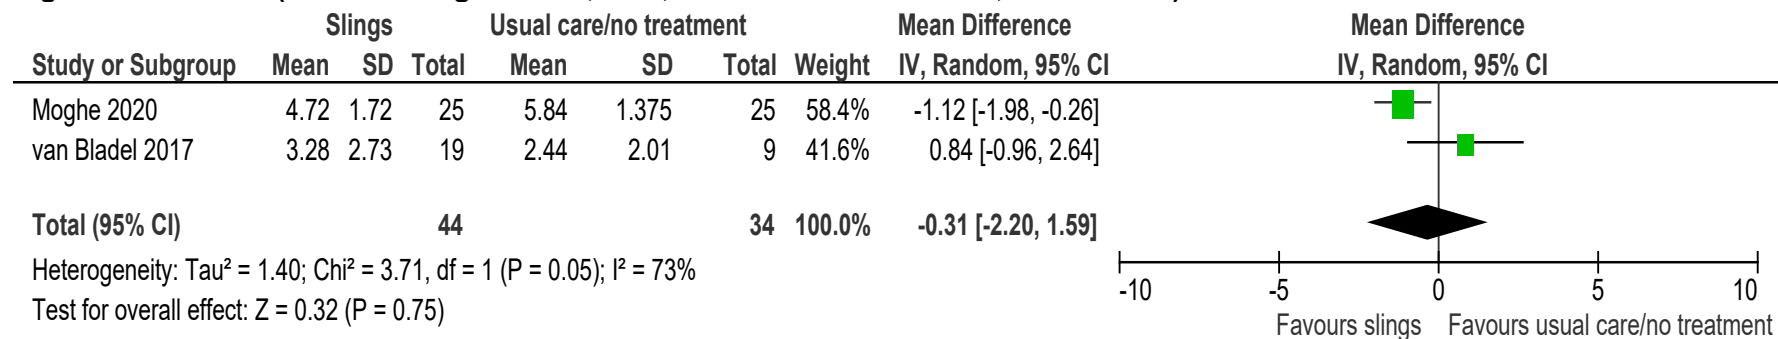 Slings Usual care/no treatment Mean Difference Mean Difference
Study or Subgroup Mean SD Total Mean SD Total Weight IV, Random, 95% CI IV, Random, 95% CI
Moghe 2020 4.72 1.72 25 5.84 1.375 25 58.4% -1.12 [-1.98, -0.26]
van Bladel 2017 3.28 2.73 19 2.44 2.01 9 41.6% 0.84 [-0.96, 2.64]
Total (95% CI) 44 34 100.0% -0.31 [-2.20, 1.59]
Heterogeneity: Tau² = 1.40; Chi² = 3.71, df = 1 (P = 0.05); I² = 73%
Test for overall effect: Z = 0.32 (P = 0.75)
-10 -5 0 5 10
Favours slings Favours usual care/no treatment